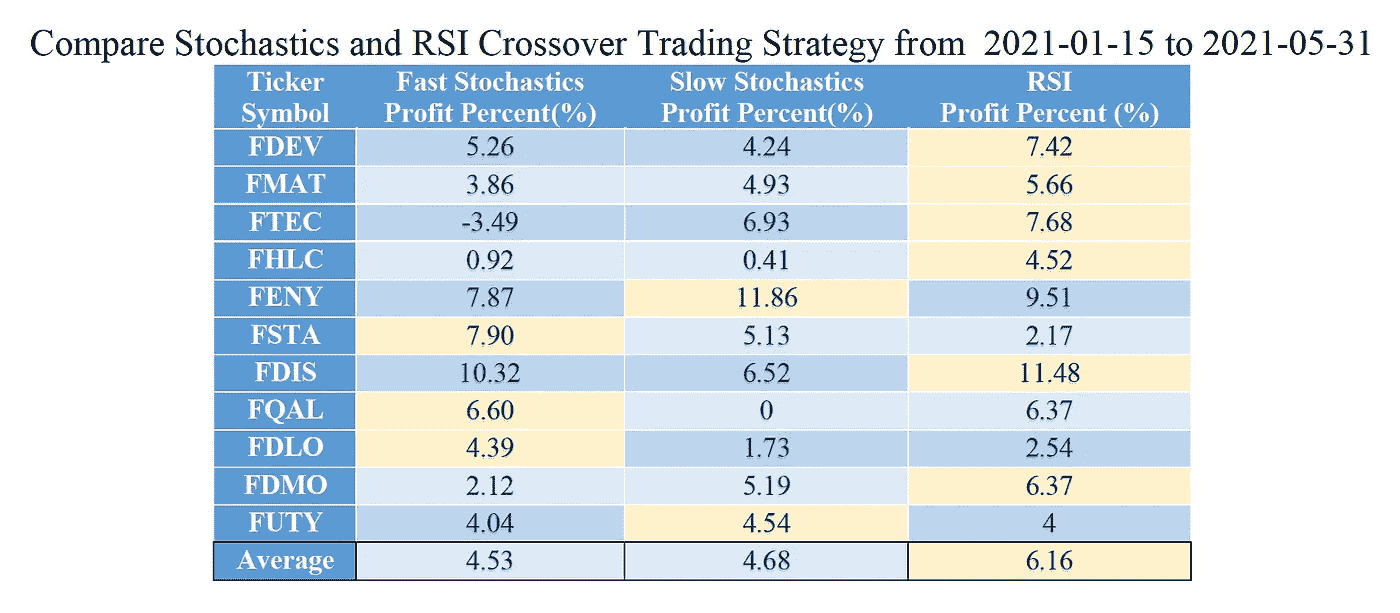 Compare Stochastics and RSI Crossover Trading Strategy from 2021-01-15 to 2021-05-31
Ticker Symbol Fast Stochastics Profit Percent(%) Slow Stochastics Profit Percent(%) RSI Profit Percent (%)
FDEV 5.26 4.24 7.42
FMAT 3.86 4.93 5.66
FTEC -3.49 6.93 7.68
FHLC 0.92 0.41 4.52
FENY 7.87 11.86 9.51
FSTA 7.90 5.13 2.17
FDIS 10.32 6.52 11.48
FQAL 6.60 0 6.37
FDLO 4.39 1.73 2.54
FDMO 2.12 5.19 6.37
FUTY 4.04 4.54 4
Average 4.53 4.68 6.16